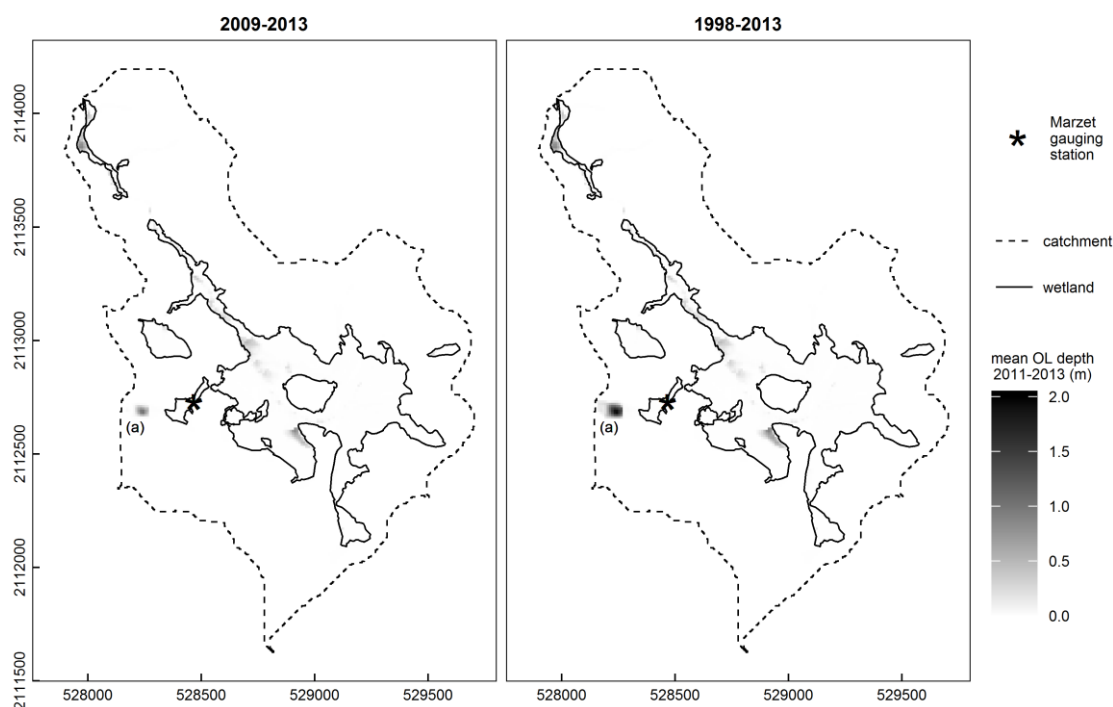 2009-2013
1998-2013
2114000
2113500
2113000
2112500
2112000
2111500
(a)
(a)
528000
528500
529000
529500
528000
528500
529000
529500
Marzet
gauging
station
catchment
wetland
mean OL depth
2011-2013 (m)
2.0
1.5
1.0
0.5
0.0